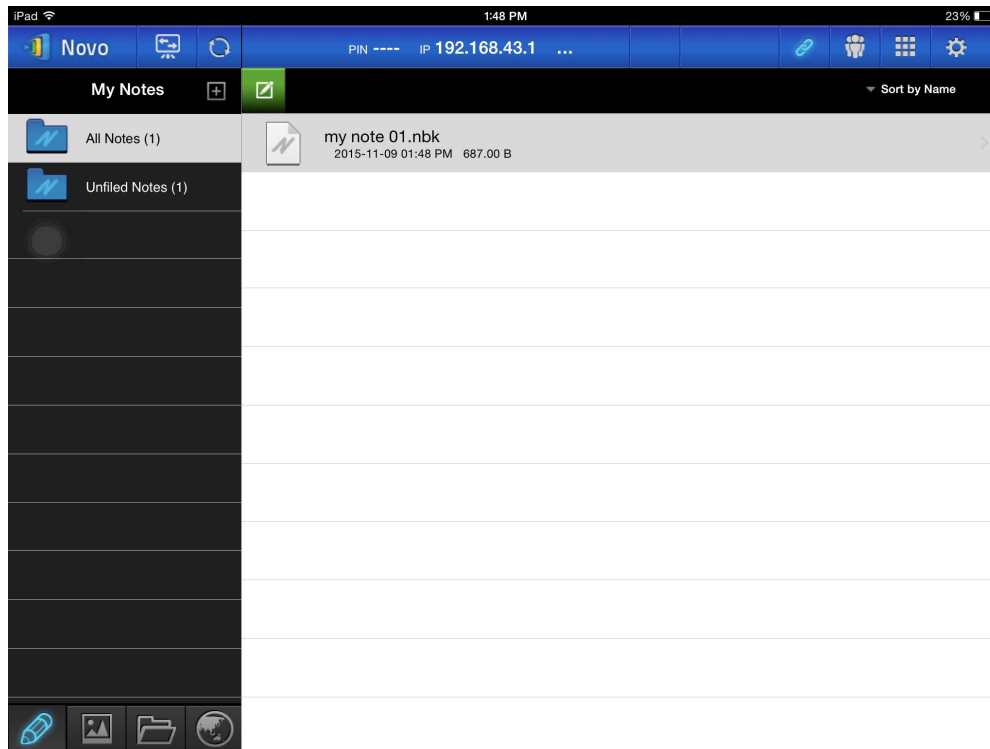 iPad 1:48 PM 23%
Novo PIN ---- IP 192.168.43.1 ...
My Notes Sort by Name
All Notes (1)
my note 01.nbk
2015-11-09 01:48 PM 687.00 B
Unfiled Notes (1)